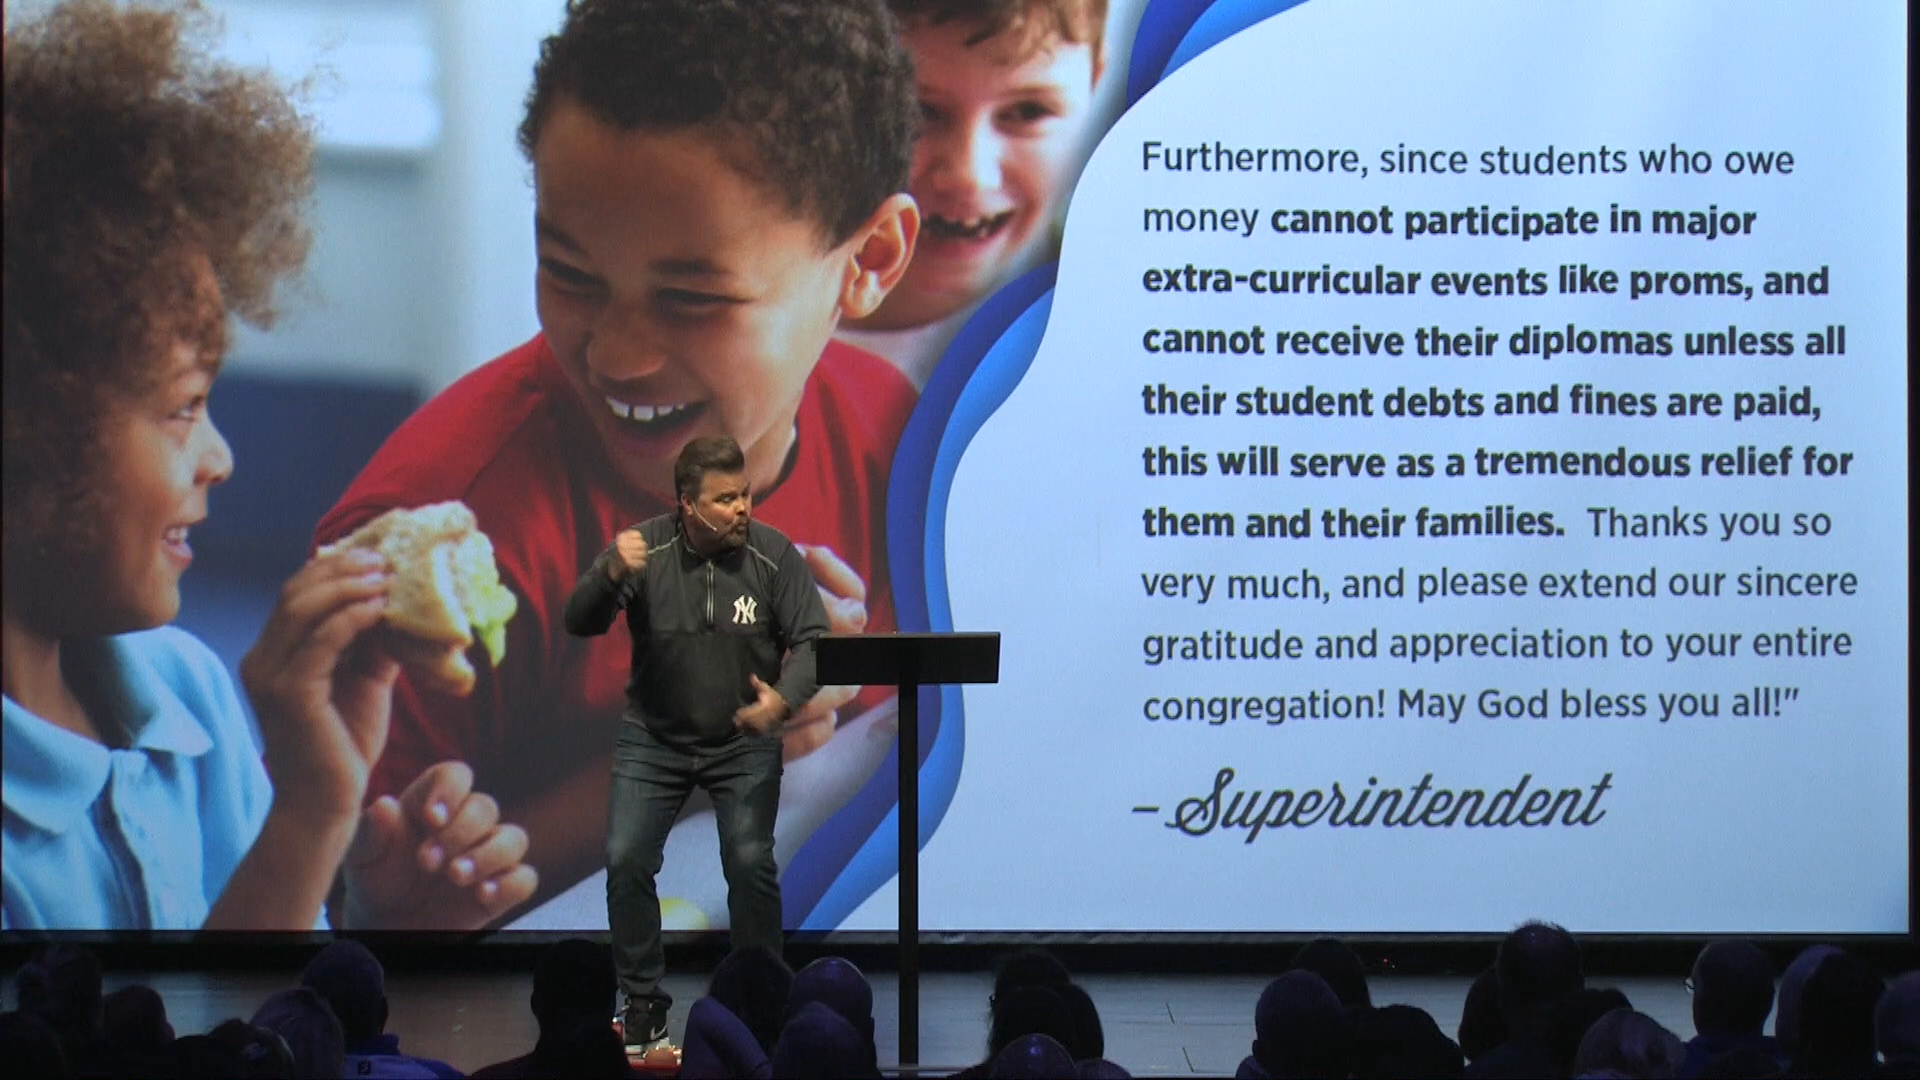 Furthermore, since students who owe
money cannot participate in major
extra-curricular events like proms, and
cannot receive their diplomas unless all
their student debts and fines are paid,
this will serve as a tremendous relief for
them and their families. Thanks you so
very much, and please extend our sincere
gratitude and appreciation to your entire
congregation! May God bless you all!"
– Superintendent
NY